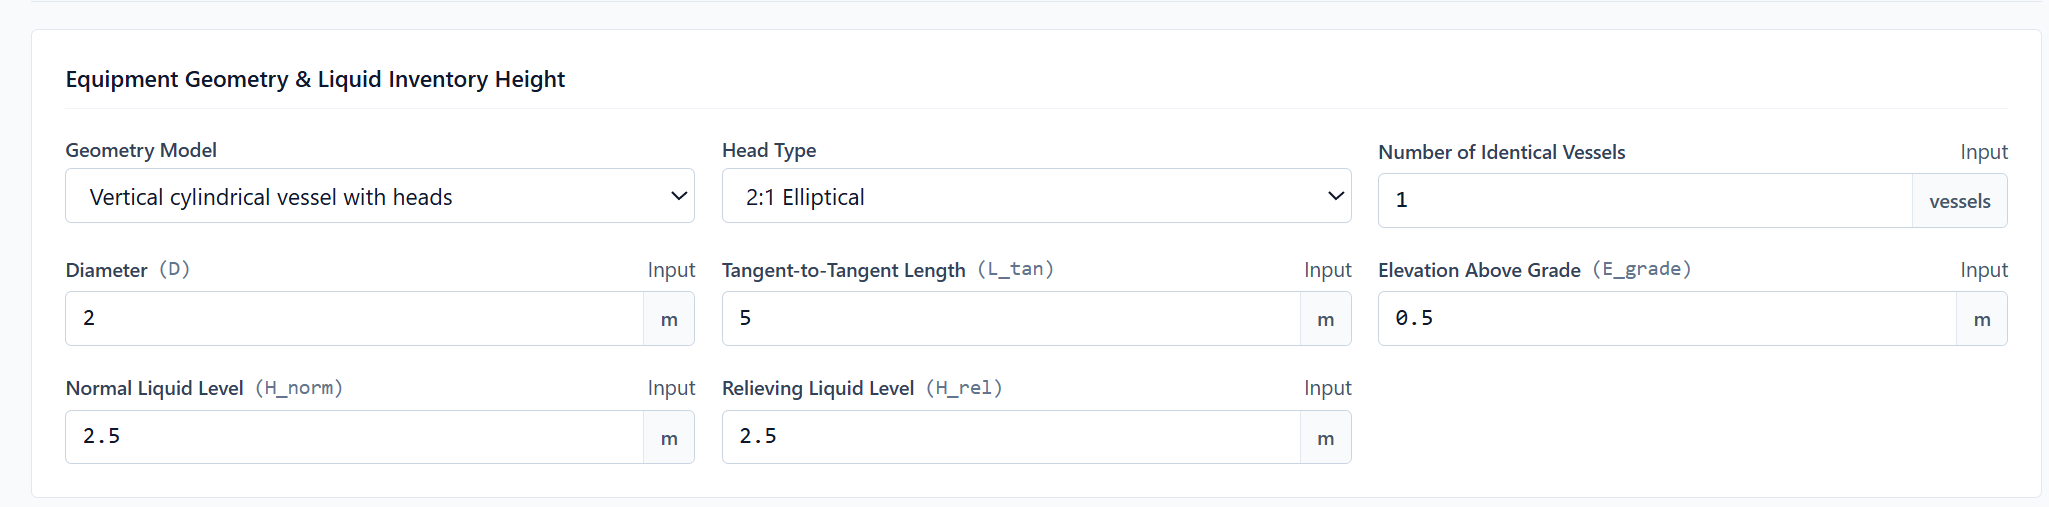 Equipment Geometry & Liquid Inventory Height
Geometry Model
Vertical cylindrical vessel with heads
Head Type
2:1 Elliptical
Number of Identical Vessels Input
1 vessels
Diameter (D) Input
2 m
Tangent-to-Tangent Length (L_tan) Input
5 m
Elevation Above Grade (E_grade) Input
0.5 m
Normal Liquid Level (H_norm) Input
2.5 m
Relieving Liquid Level (H_rel) Input
2.5 m